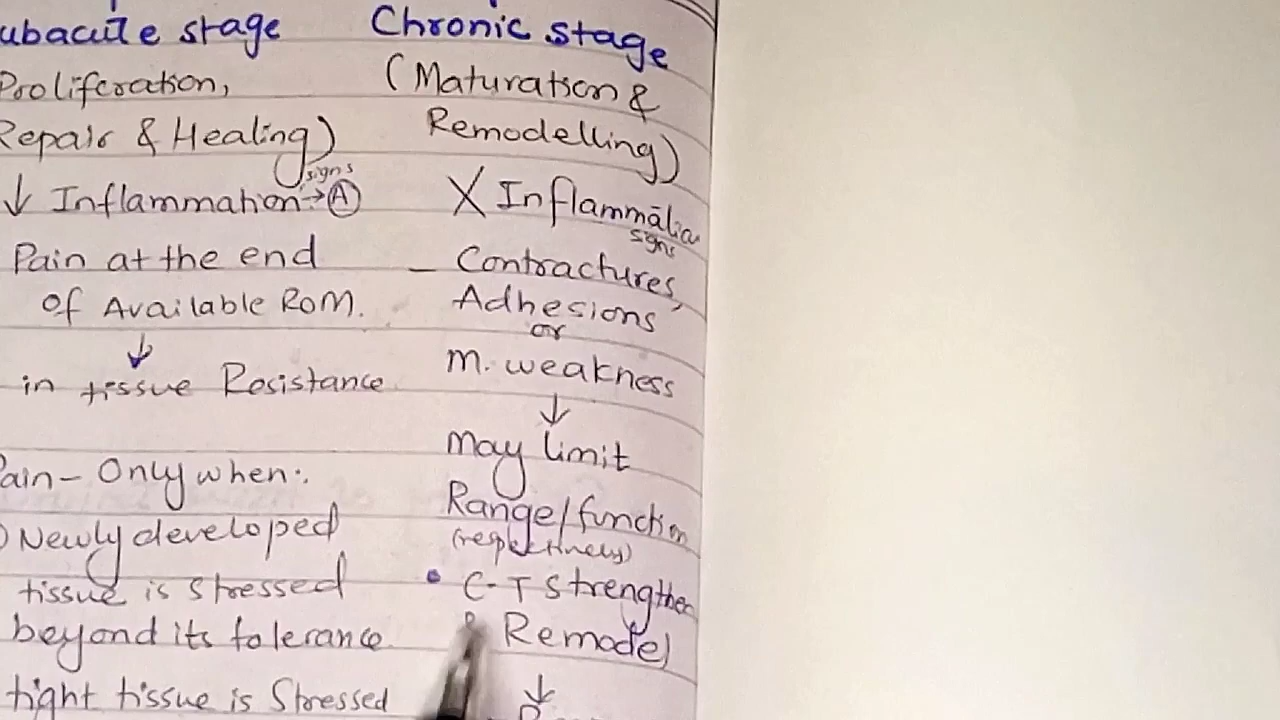 ubacute stage
Proliferation,
Repair & Healing)
signs
↓ Inflammation→Ⓐ
Pain at the end
of Available ROM.
↓
in tissue Resistance
Pain- Only when:.
) Newly developed
tissue is stressed
beyond its tolerance
tight tissue is Stressed
Chronic stage
(Maturation &
Remodelling)
X Inflammatio
signs
- Contractures,
Adhesions
or
M. weakness
↓
May limit
Range/function
(respectively)
• C-T Strengthen
& Remodel
↓